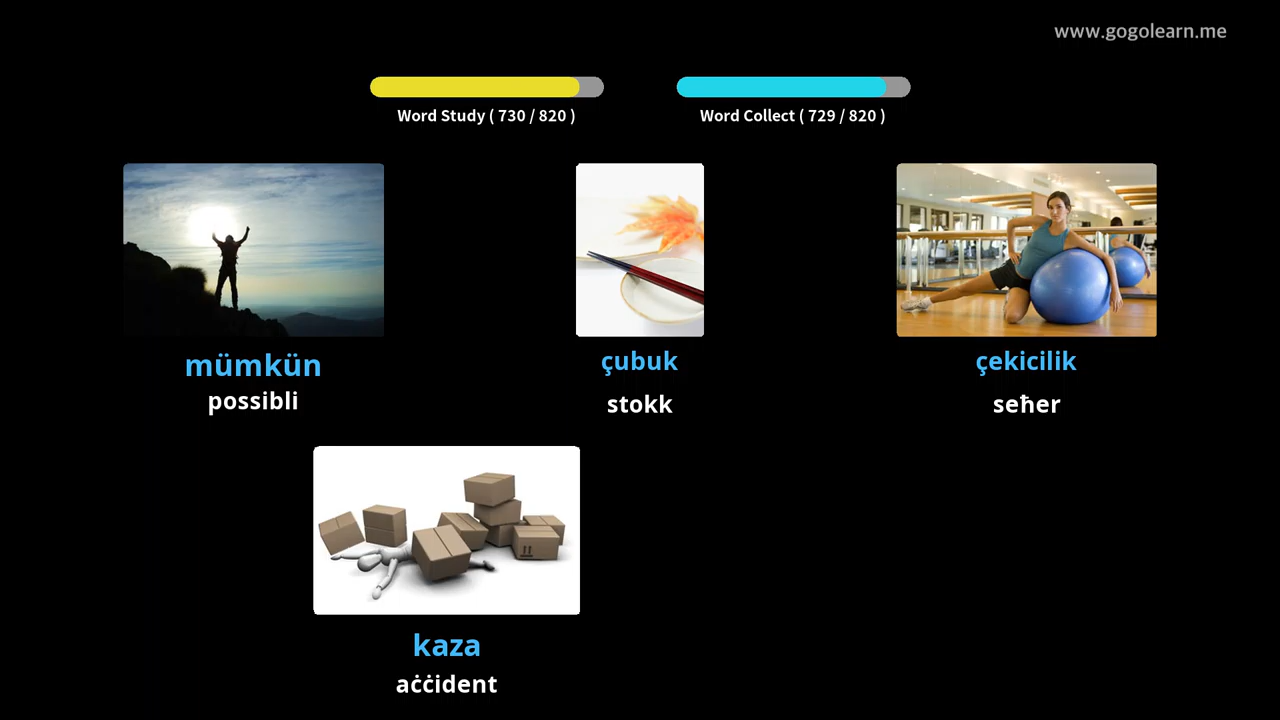 www.gogolearn.me
Word Study ( 730 / 820 )
Word Collect ( 729 / 820 )
mümkün
possibli
çubuk
stokk
çekicilik
seħer
kaza
aċċident